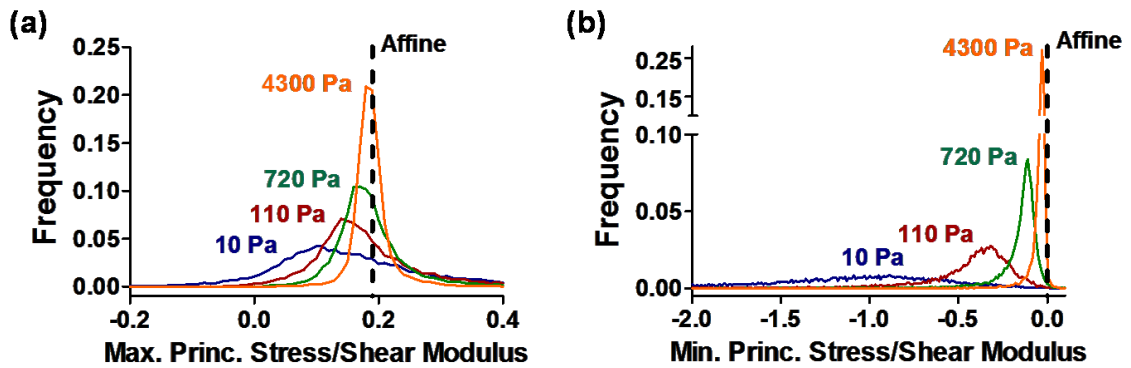 (a)
Affine
0.25
0.20
0.15
0.10
0.05
0.00
Frequency
4300 Pa
720 Pa
110 Pa
10 Pa
-0.2
0.0
0.2
0.4
Max. Princ. Stress/Shear Modulus
(b)
4300 Pa
Affine
0.25
0.15
0.10
0.05
0.00
Frequency
720 Pa
110 Pa
10 Pa
-2.0
-1.5
-1.0
-0.5
0.0
Min. Princ. Stress/Shear Modulus